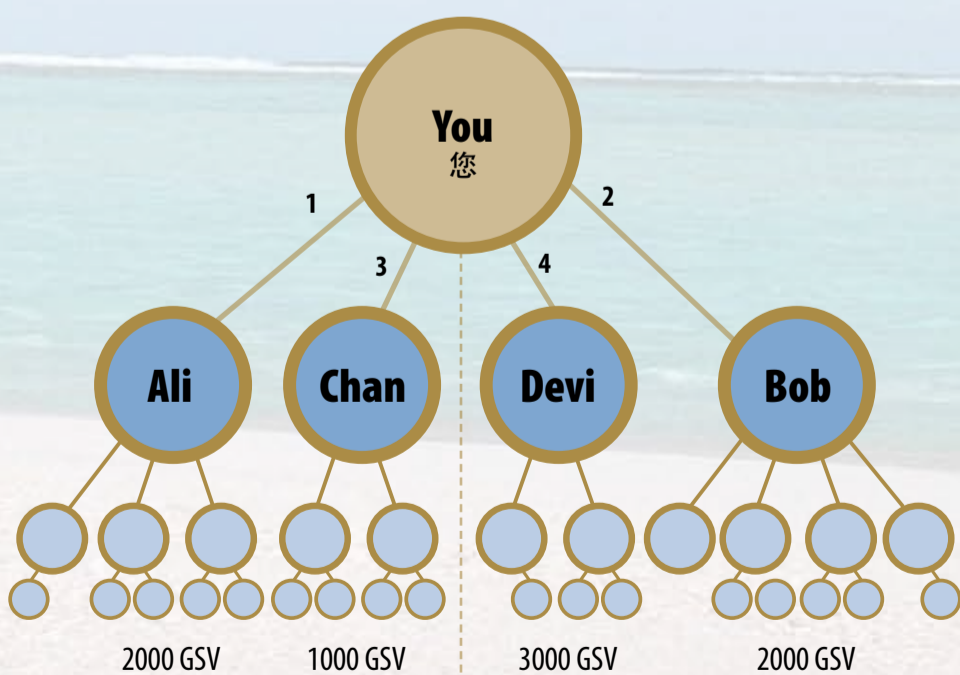 You
您
1
2
3
4
Ali
Chan
Devi
Bob
2000 GSV
1000 GSV
3000 GSV
2000 GSV